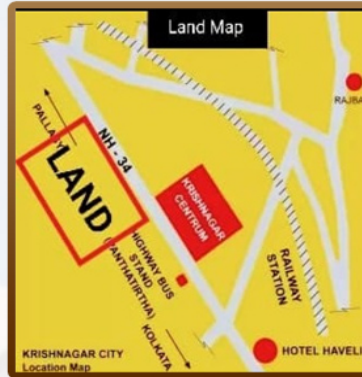 Land Map
RAJBA
PALLADY
NH - 34
LAND
KRISHNAGAR
CENTRUM
HIGHWAY BUS
STAND
(PANTHATIRTHA)
KOLKATA
RAILWAY
STATION
HOTEL HAVELI
KRISHNAGAR CITY
Location Map